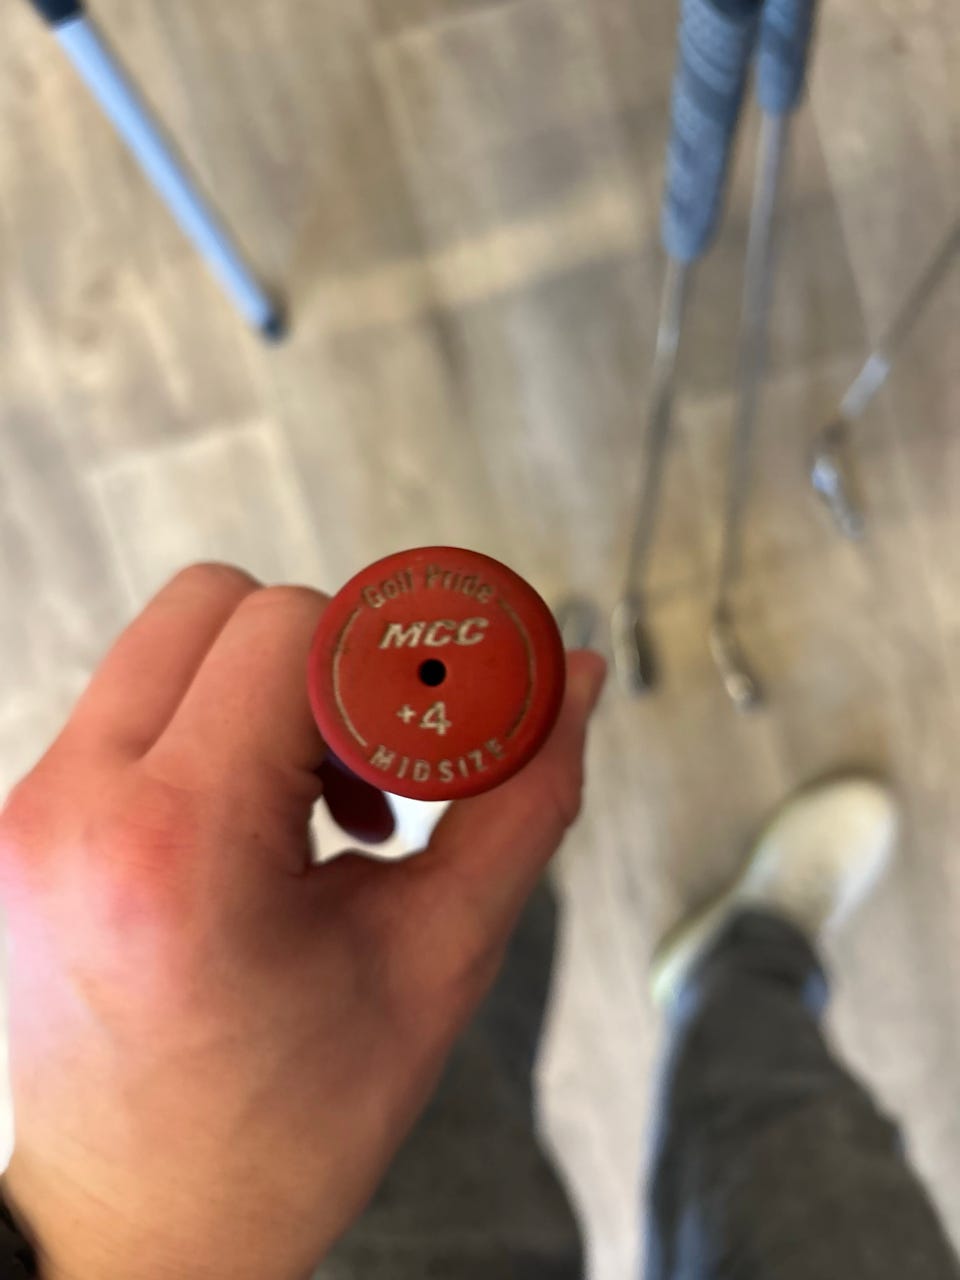 Golf Pride
MCC
+4
MIDSIZE